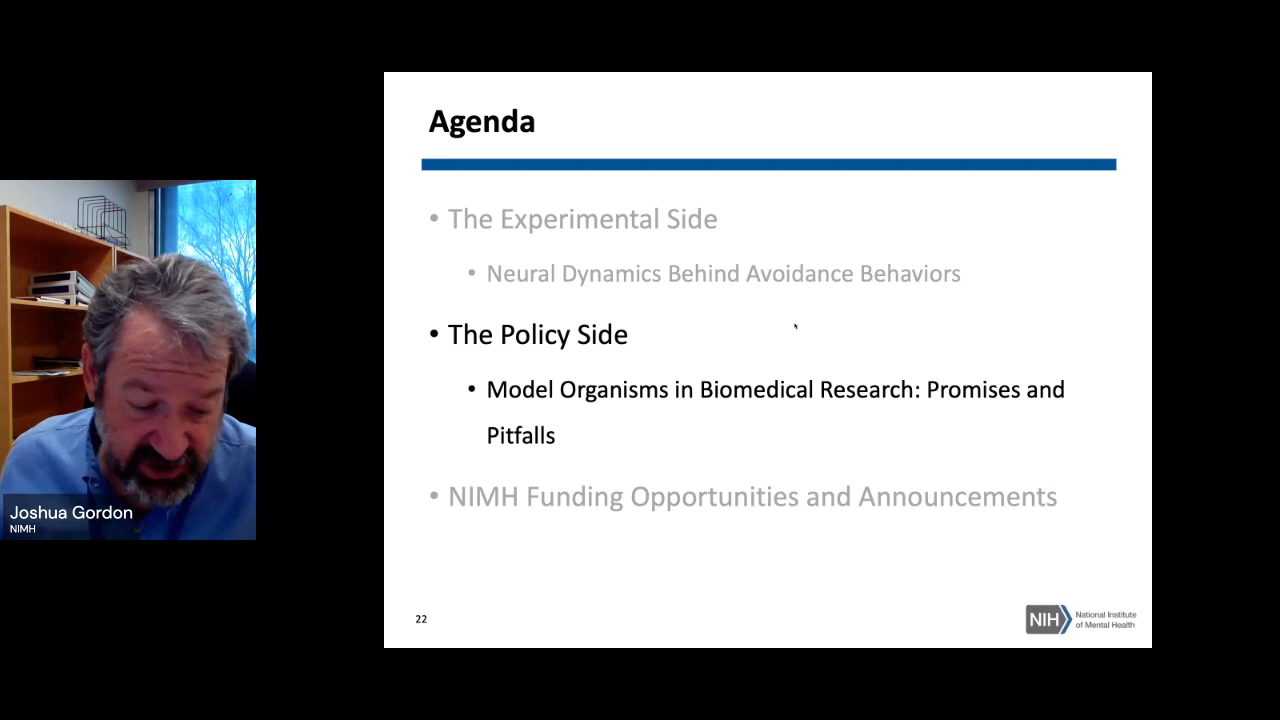 Agenda
• The Experimental Side
• Neural Dynamics Behind Avoidance Behaviors
• The Policy Side
• Model Organisms in Biomedical Research: Promises and
Pitfalls
• NIMH Funding Opportunities and Announcements
Joshua Gordon
NIMH
22
NIH National Institute
of Mental Health